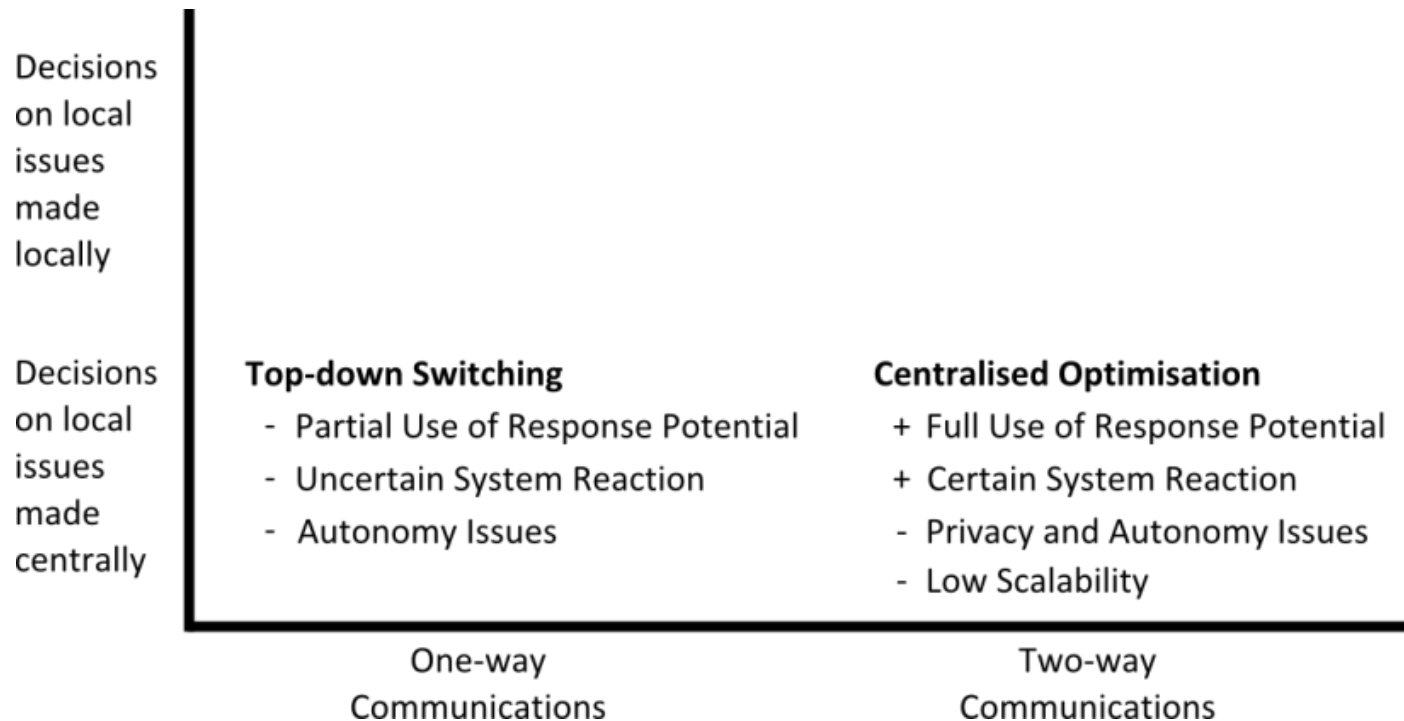 Decisions
on local
issues
made
locally
Decisions
on local
issues
made
centrally
Top-down Switching
- Partial Use of Response Potential
- Uncertain System Reaction
- Autonomy Issues
Centralised Optimisation
+ Full Use of Response Potential
+ Certain System Reaction
- Privacy and Autonomy Issues
- Low Scalability
One-way
Communications
Two-way
Communications